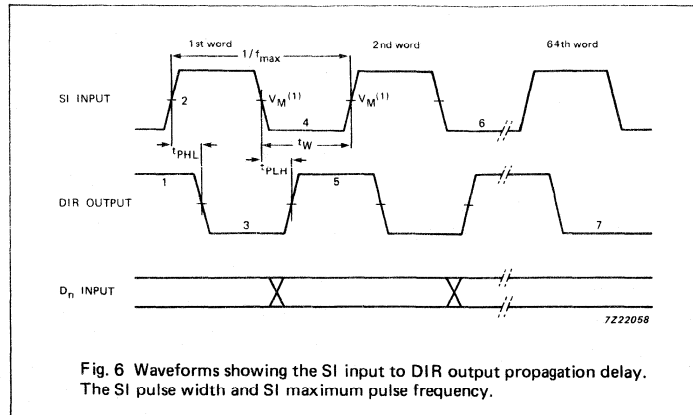 1st word
2nd word
64th word
1/fmax
SI INPUT
2
VM(1)
VM(1)
4
6
tW
tPHL
tPLH
1
5
DIR OUTPUT
3
7
Dn INPUT
7Z22058
Fig. 6 Waveforms showing the SI input to DIR output propagation delay.
The SI pulse width and SI maximum pulse frequency.